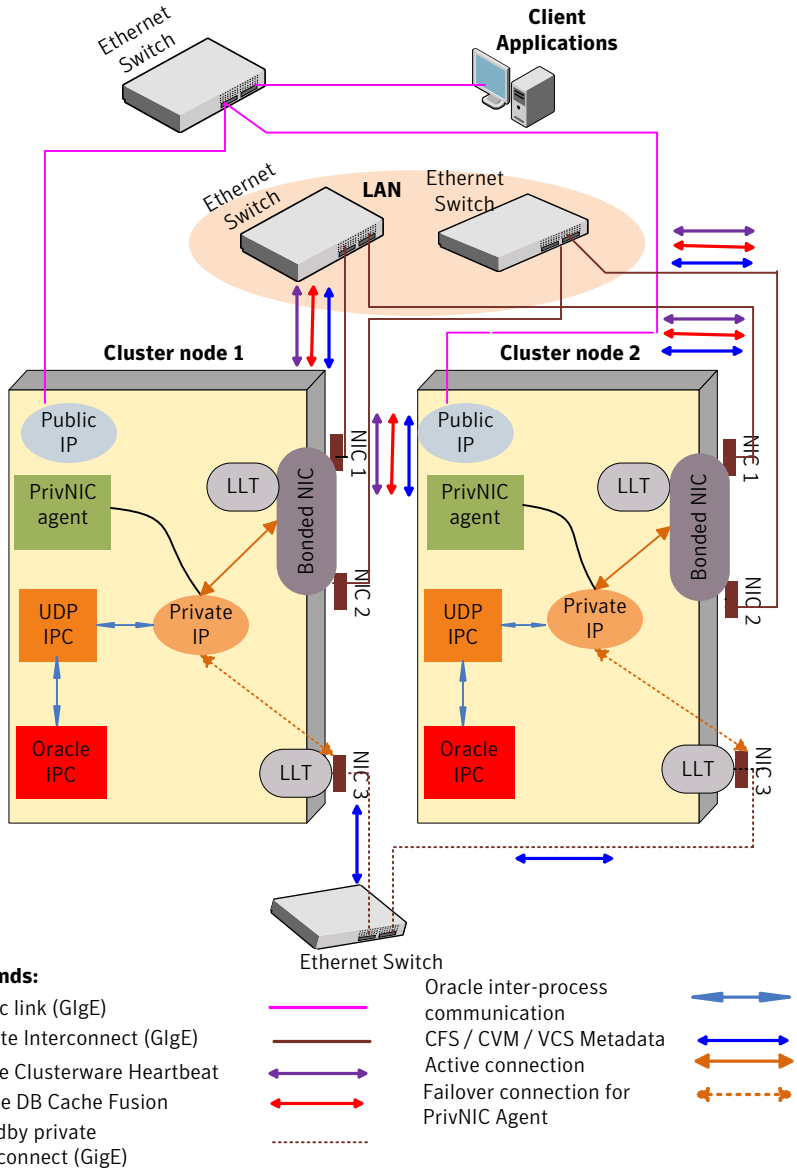 Ethernet
Switch
Client
Applications
Ethernet
Switch
LAN
Ethernet
Switch
Cluster node 1
Cluster node 2
Public
IP
PrivNIC
agent
LLT
Bonded NIC
NIC 1
NIC 2
UDP
IPC
Private
IP
Oracle
IPC
LLT
NIC 3
Public
IP
PrivNIC
agent
LLT
Bonded NIC
NIC 1
NIC 2
UDP
IPC
Private
IP
Oracle
IPC
LLT
NIC 3
Ethernet Switch
nds:
c link (GIgE)
te Interconnect (GIgE)
e Clusterware Heartbeat
e DB Cache Fusion
dby private
connect (GigE)
Oracle inter-process
communication
CFS / CVM / VCS Metadata
Active connection
Failover connection for
PrivNIC Agent